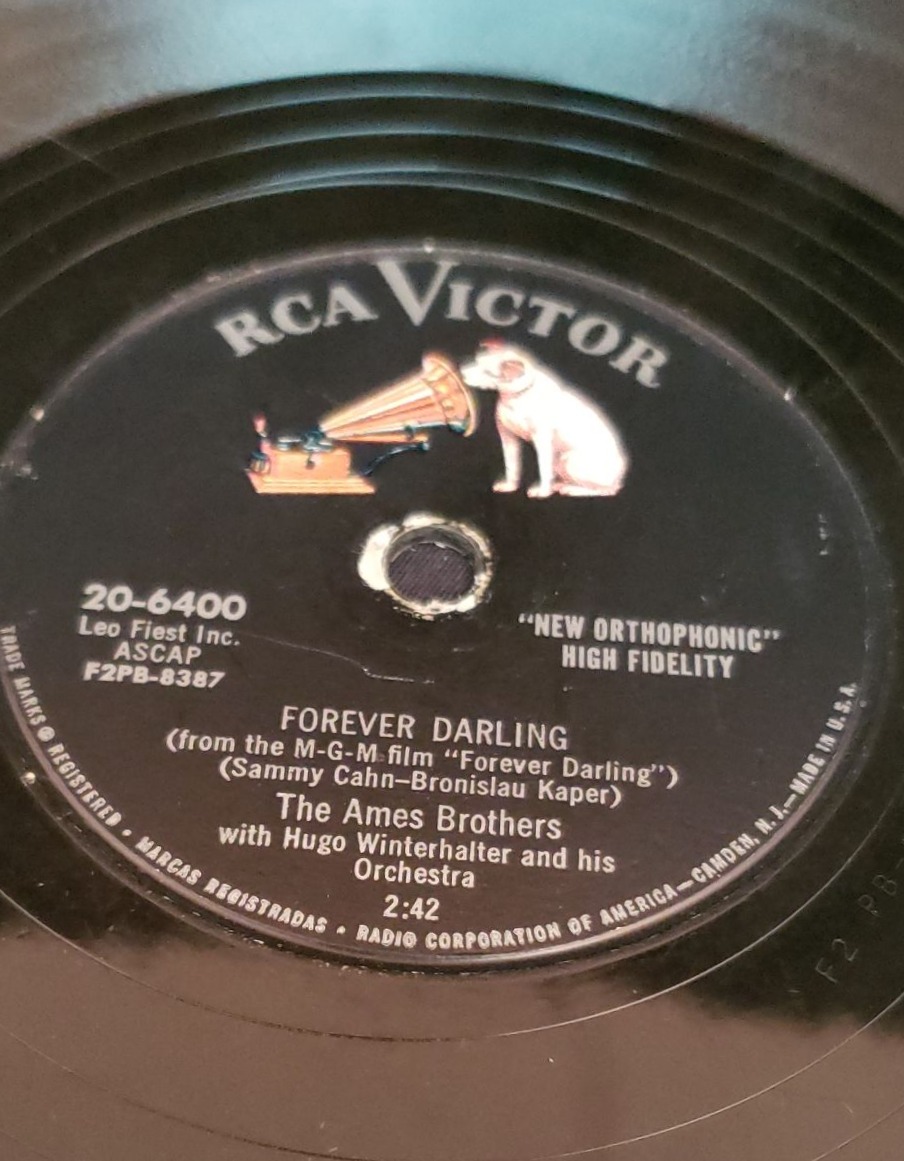 RCA VICTOR
20-6400
Leo Fiest Inc.
ASCAP
F2PB-8387
"NEW ORTHOPHONIC"
HIGH FIDELITY
FOREVER DARLING
(from the M-G-M film "Forever Darling")
(Sammy Cahn–Bronislau Kaper)
The Ames Brothers
with Hugo Winterhalter and his
Orchestra
2:42
TRADE MARKS ® REGISTERED • MARCAS REGISTRADAS • RADIO CORPORATION OF AMERICA—CAMDEN, N. J.—MADE IN U.S.A.
F2 PB-